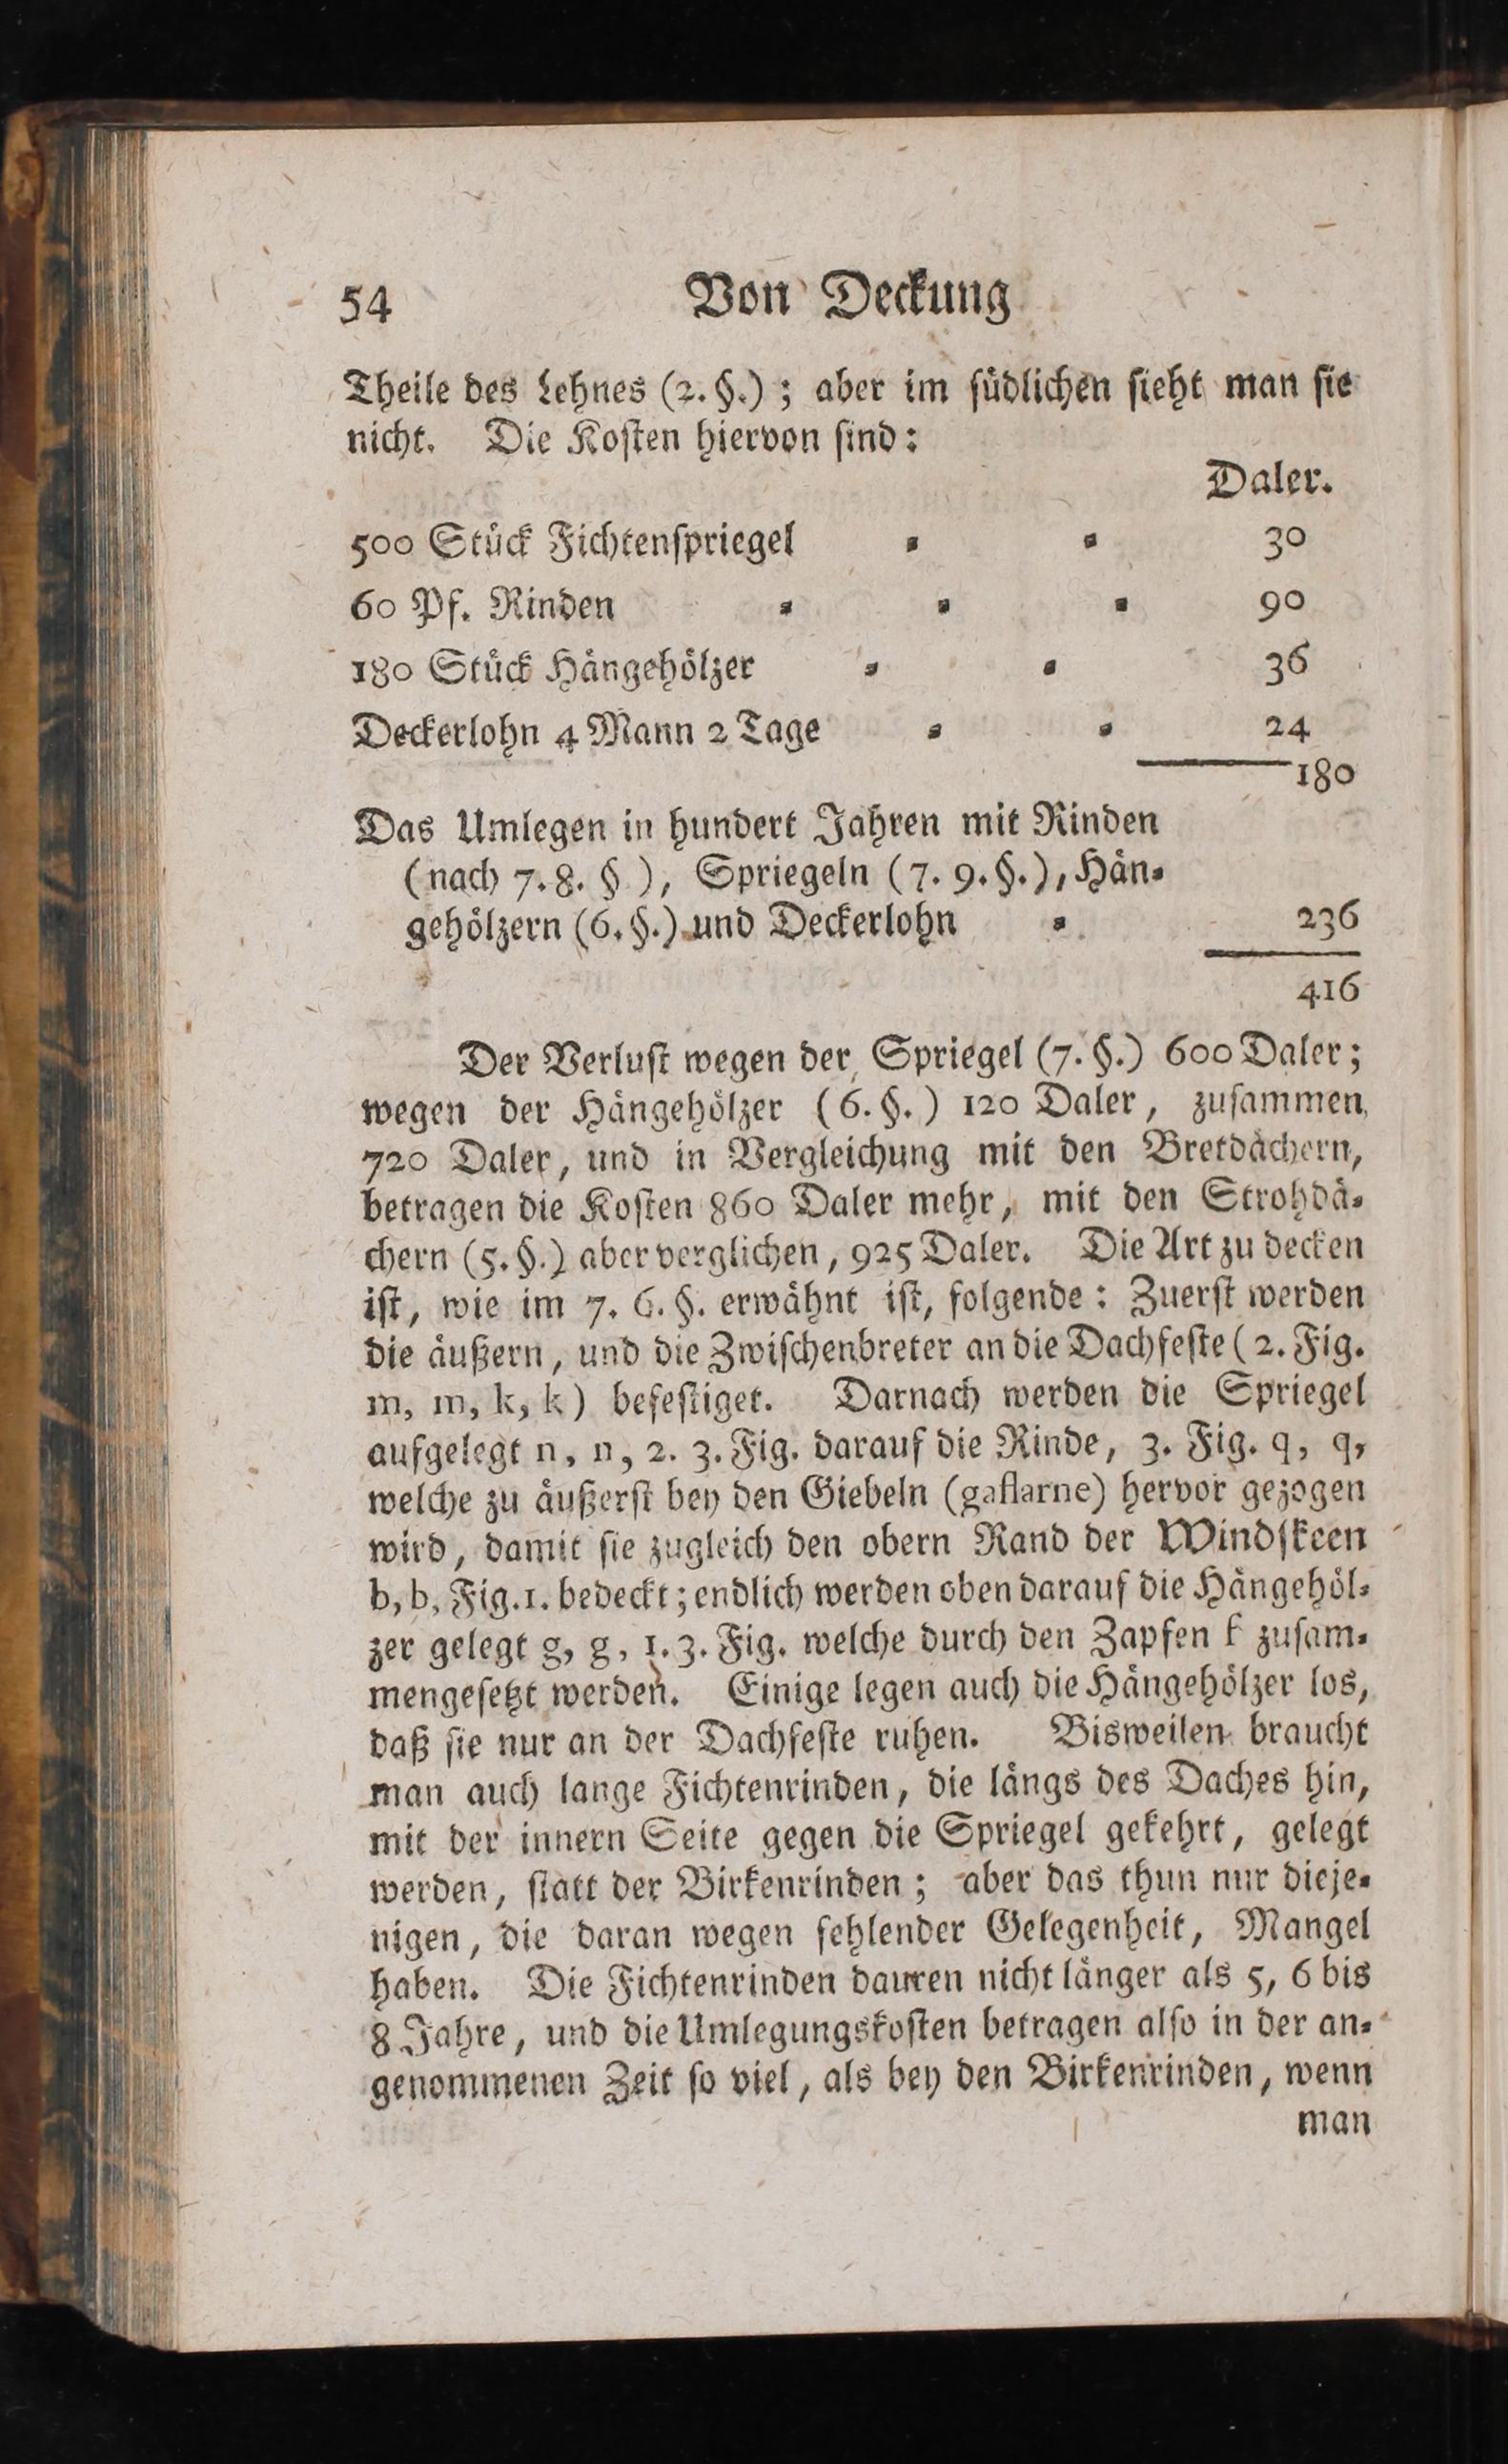 54 Von Deckung
Theile des Lehnes (2. §.) ; aber im südlichen sieht man sie
nicht. Die Kosten hiervon sind:
Daler.
500 Stück Fichtenspriegel = = 30
60 Pf. Rinden = = = 90
180 Stück Hängehölzer = = 36
Deckerlohn 4 Mann 2 Tage = = 24
180
Das Umlegen in hundert Jahren mit Rinden
(nach 7. 8. § ), Spriegeln (7. 9. §.), Hän=
gehölzern (6. §.) und Deckerlohn = 236
416
Der Verlust wegen der Spriegel (7. §.) 600 Daler;
wegen der Hängehölzer (6. §.) 120 Daler, zusammen
720 Daler, und in Vergleichung mit den Bretdächern,
betragen die Kosten 860 Daler mehr, mit den Strohdä=
chern (5. §.) aber verglichen, 925 Daler. Die Art zu decken
ist, wie im 7. 6. §. erwähnt ist, folgende: Zuerst werden
die äußern, und die Zwischenbreter an die Dachfeste (2. Fig.
m, m, k, k) befestiget. Darnach werden die Spriegel
aufgelegt n, n, 2. 3. Fig. darauf die Rinde, 3. Fig. q, q,
welche zu äußerst bey den Giebeln (gaflarne) hervor gezogen
wird, damit sie zugleich den obern Rand der Windskeen
b, b, Fig. 1. bedeckt; endlich werden oben darauf die Hängehöl=
zer gelegt g, g, 1. 3. Fig. welche durch den Zapfen k zusam=
mengesetzt werden. Einige legen auch die Hängehölzer los,
daß sie nur an der Dachfeste ruhen. Bisweilen braucht
man auch lange Fichtenrinden, die längs des Daches hin,
mit der innern Seite gegen die Spriegel gekehrt, gelegt
werden, statt der Birkenrinden; aber das thun nur dieje=
nigen, die daran wegen fehlender Gelegenheit, Mangel
haben. Die Fichtenrinden dauren nicht länger als 5, 6 bis
8 Jahre, und die Umlegungskosten betragen also in der an=
genommenen Zeit so viel, als bey den Birkenrinden, wenn
man